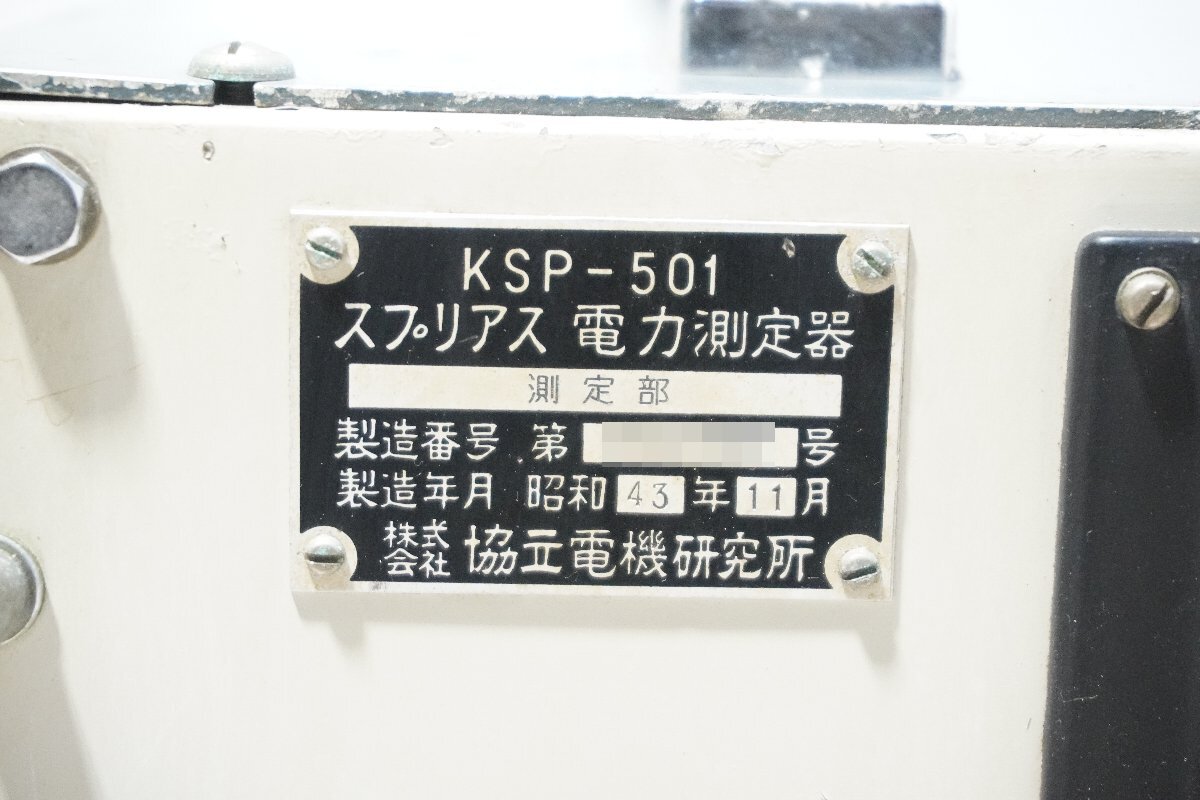 KSP-501
スプリアス 電力測定器
測定部
製造番号 第 号
製造年月 昭和 43 年 11 月
株式会社 協立電機研究所